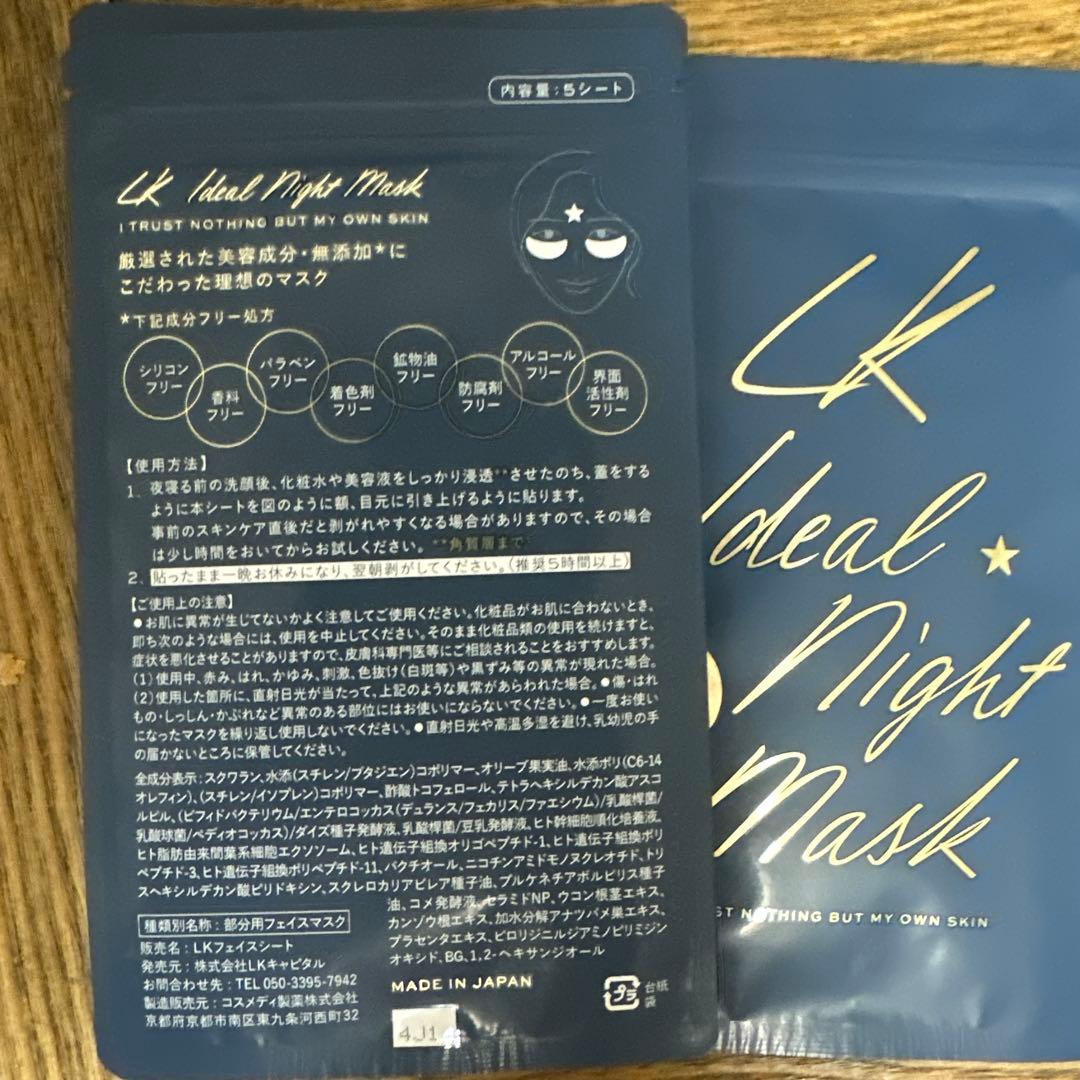 内容量:5シート
LK Ideal Night Mask
I TRUST NOTHING BUT MY OWN SKIN
厳選された美容成分・無添加*に
こだわった理想のマスク
*下記成分フリー処方
シリコン
フリー
香料
フリー
パラベン
フリー
着色剤
フリー
鉱物油
フリー
防腐剤
フリー
アルコール
フリー
界面
活性剤
フリー
【使用方法】
1. 夜寝る前の洗顔後、化粧水や美容液をしっかり浸透**させたのち、蓋をする
ように本シートを図のように額、目元に引き上げるように貼ります。
事前のスキンケア直後だと剥がれやすくなる場合がありますので、その場合
は少し時間をおいてからお試しください。 **角質層まで
2. 貼ったまま一晩お休みになり、翌朝剥がしてください。(推奨5時間以上)
【ご使用上の注意】
●お肌に異常が生じてないかよく注意してご使用ください。化粧品がお肌に合わないとき、
即ち次のような場合には、使用を中止してください。そのまま化粧品類の使用を続けますと、
症状を悪化させることがありますので、皮膚科専門医等にご相談されることをおすすめします。
(1)使用中、赤み、はれ、かゆみ、刺激、色抜け(白斑等)や黒ずみ等の異常が現れた場合。
(2)使用した箇所に、直射日光が当たって、上記のような異常があらわれた場合。●傷・はれ
もの・しっしん・かぶれなど異常のある部位にはお使いにならないでください。●一度お使い
になったマスクを繰り返し使用しないでください。●直射日光や高温多湿を避け、乳幼児の手
の届かないところに保管してください。
全成分表示:スクワラン、水添(スチレン/ブタジエン)コポリマー、オリーブ果実油、水添ポリ(C6-14
オレフィン)、(スチレン/イソプレン)コポリマー、酢酸トコフェロール、テトラヘキシルデカン酸アスコ
ルビル、(ビフィドバクテリウム/エンテロコッカス(デュランス/フェカリス/ファエシウム)/乳酸桿菌/
乳酸球菌/ペディオコッカス)/ダイズ種子発酵液、乳酸桿菌/豆乳発酵液、ヒト幹細胞順化培養液、
ヒト脂肪由来間葉系細胞エクソソーム、ヒト遺伝子組換オリゴペプチド-1、ヒト遺伝子組換ポリ
ペプチド-3、ヒト遺伝子組換ポリペプチド-11、バクチオール、ニコチンアミドモノヌクレオチド、トリ
スヘキシルデカン酸ピリドキシン、スクレロカリアビレア種子油、プルケネチアボルビリス種子
油、コメ発酵液、セラミドNP、ウコン根茎エキス、
カンゾウ根エキス、加水分解アナツバメ巣エキス、
プラセンタエキス、ピロリジニルジアミノピリミジン
オキシド、BG、1,2-ヘキサンジオール
種類別名称:部分用フェイスマスク
販売名:LKフェイスシート
発売元:株式会社LKキャピタル
お問合わせ先:TEL 050-3395-7942
製造販売元:コスメディ製薬株式会社
京都府京都市南区東九条河西町32
MADE IN JAPAN
プラ
台紙
袋
4J1
LK
Ideal
Night
Mask
ST NOTHING BUT MY OWN SKIN